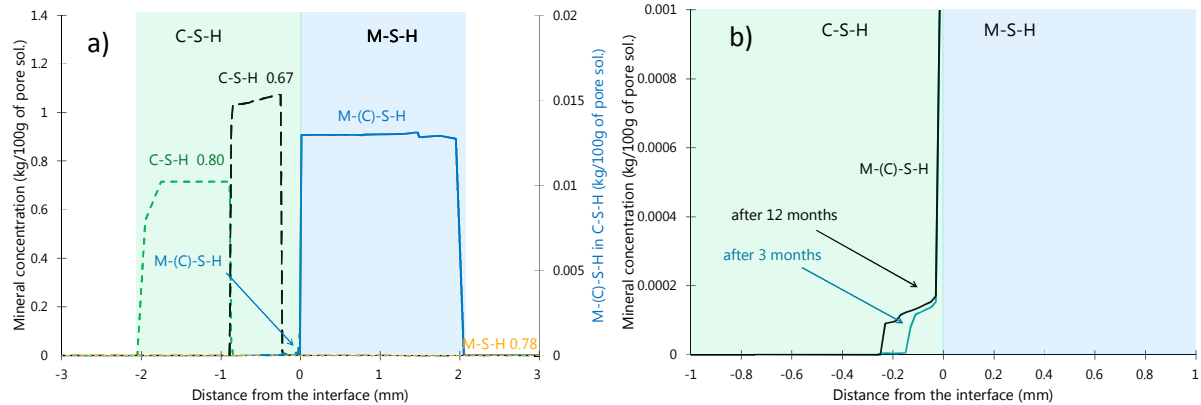 a)
C-S-H
M-S-H
C-S-H 0.67
M-(C)-S-H
C-S-H 0.80
M-(C)-S-H
M-S-H 0.78
1.4
1.2
1
0.8
0.6
0.4
0.2
0
0.02
0.015
0.01
0.005
0
-3
-2
-1
0
1
2
3
Mineral concentration (kg/100g of pore sol.)
M-(C)-S-H in C-S-H (kg/100g of pore sol.)
Distance from the interface (mm)
b)
C-S-H
M-S-H
M-(C)-S-H
after 12 months
after 3 months
0.001
0.0008
0.0006
0.0004
0.0002
0
-1
-0.8
-0.6
-0.4
-0.2
0
0.2
0.4
0.6
0.8
1
Mineral concentration (kg/100g of pore sol.)
Distance from the interface (mm)